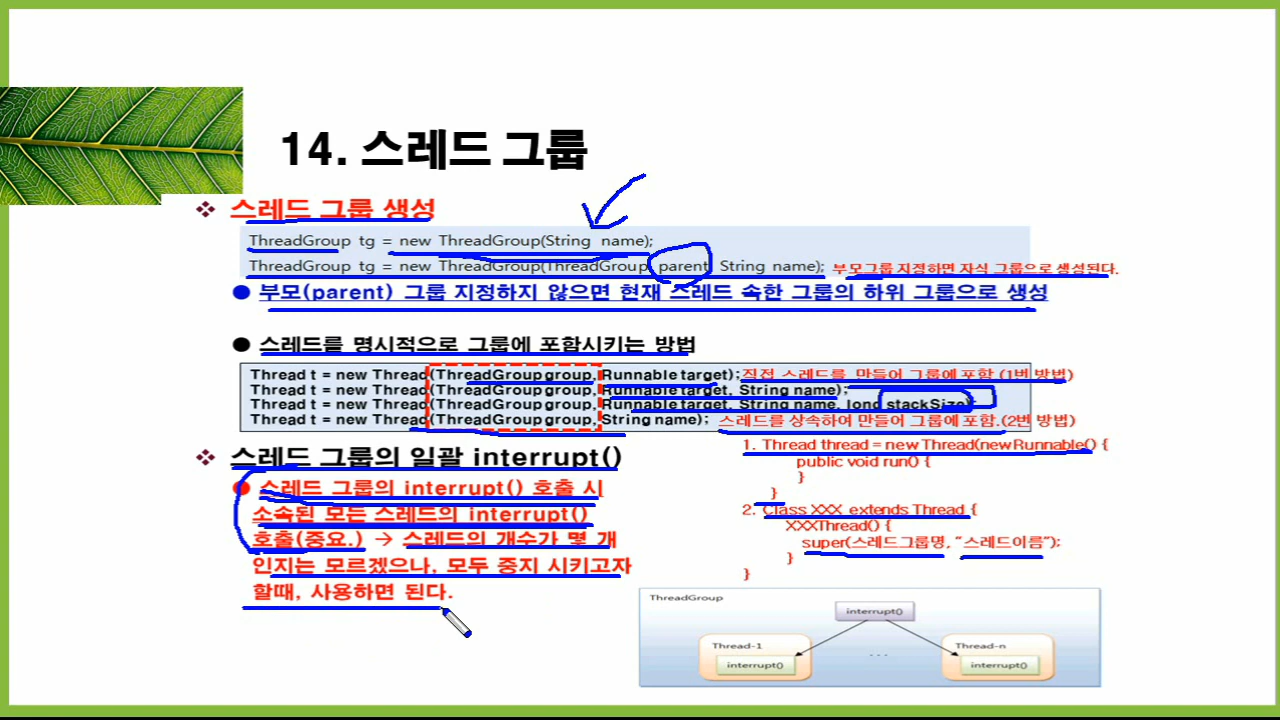 14. 스레드 그룹
❖ 스레드 그룹 생성
ThreadGroup tg = new ThreadGroup(String name);
ThreadGroup tg = new ThreadGroup(ThreadGroup parent, String name); 부모그룹 지정하면 자식 그룹으로 생성된다.
● 부모(parent) 그룹 지정하지 않으면 현재 스레드 속한 그룹의 하위 그룹으로 생성
● 스레드를 명시적으로 그룹에 포함시키는 방법
Thread t = new Thread(ThreadGroup group, Runnable target); 직접 스레드를 만들어 그룹에 포함 (1번 방법)
Thread t = new Thread(ThreadGroup group, Runnable target, String name);
Thread t = new Thread(ThreadGroup group, Runnable target, String name, long stackSize);
Thread t = new Thread(ThreadGroup group, String name); 스레드를 상속하여 만들어 그룹에 포함.(2번 방법)
❖ 스레드 그룹의 일괄 interrupt()
● 스레드 그룹의 interrupt() 호출 시
소속된 모든 스레드의 interrupt()
호출(중요.) → 스레드의 개수가 몇 개
인지는 모르겠으나, 모두 중지 시키고자
할때, 사용하면 된다.
1. Thread thread = new Thread(new Runnable() {
public void run() {
}
}
2. Class XXX extends Thread {
XXXThread() {
super(스레드그룹명, "스레드이름");
}
}
ThreadGroup
interrupt()
Thread-1
interrupt()
...
Thread-n
interrupt()